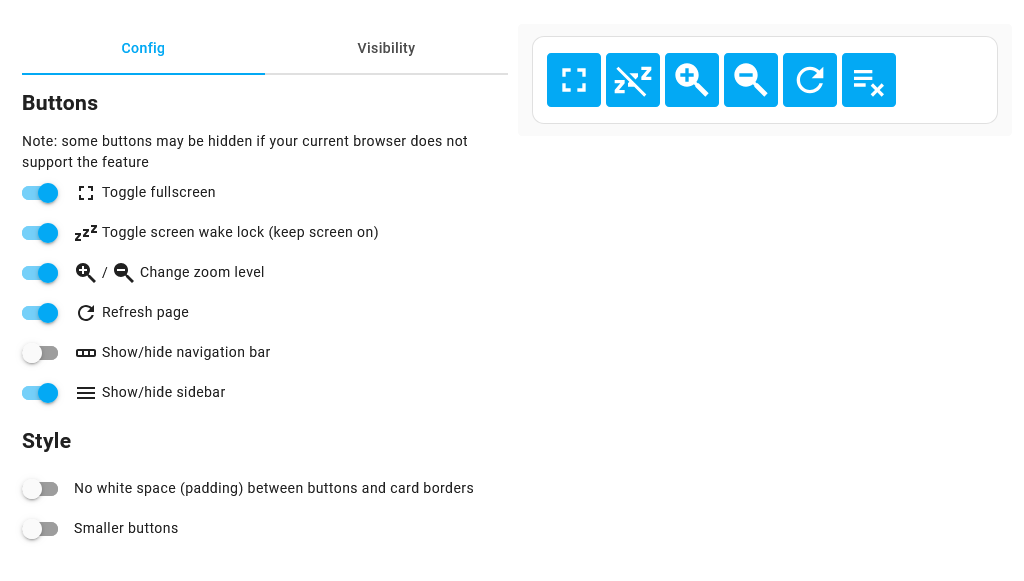 Config
Visibility
Buttons
Note: some buttons may be hidden if your current browser does not
support the feature
Toggle fullscreen
Toggle screen wake lock (keep screen on)
/ Change zoom level
Refresh page
Show/hide navigation bar
Show/hide sidebar
Style
No white space (padding) between buttons and card borders
Smaller buttons